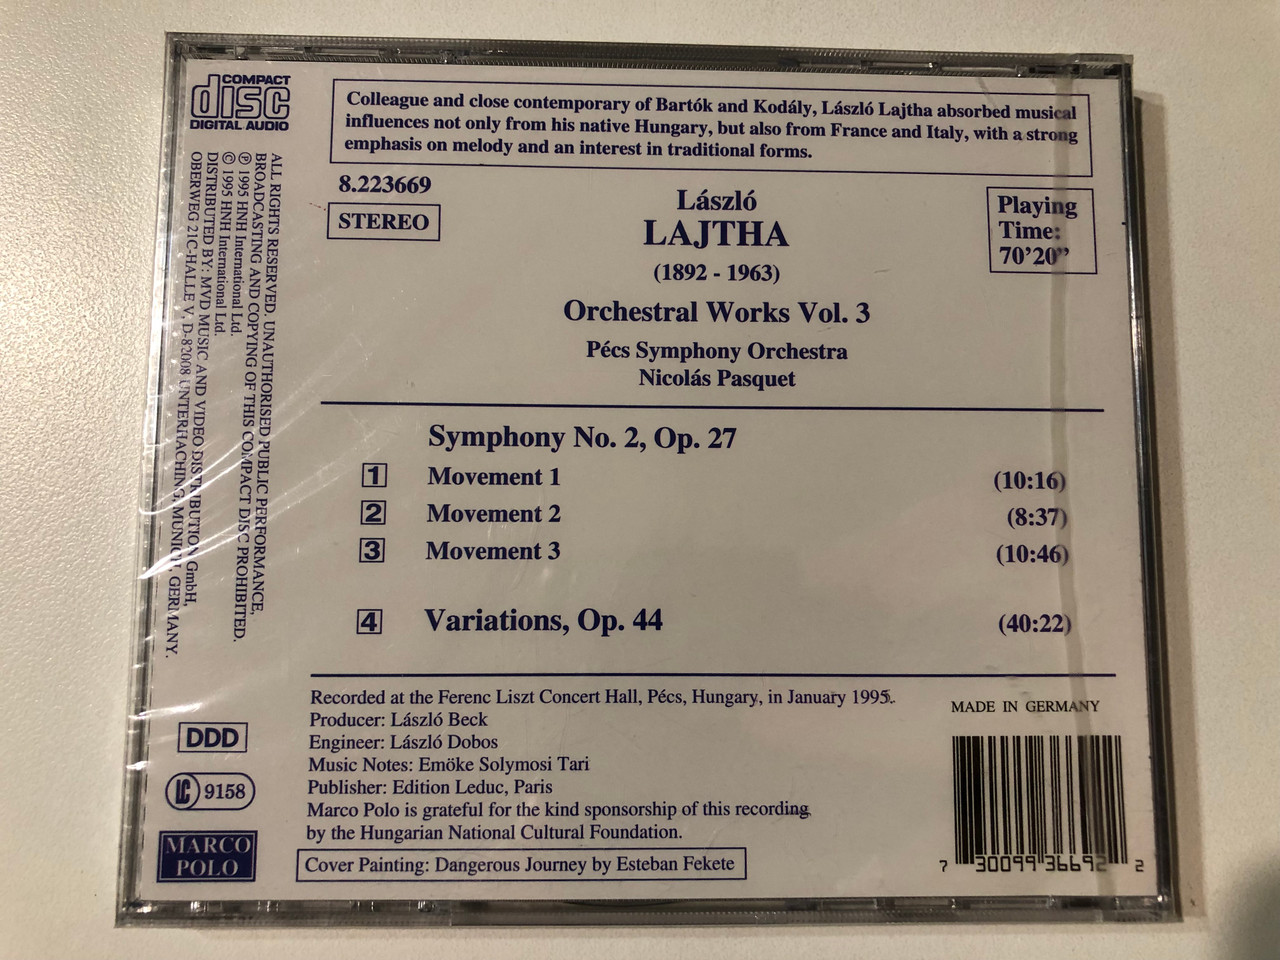 COMPACT
disc
DIGITAL AUDIO
Colleague and close contemporary of Bartók and Kodály, László Lajtha absorbed musical
influences not only from his native Hungary, but also from France and Italy, with a strong
emphasis on melody and an interest in traditional forms.
8.223669
STEREO
László
LAJTHA
(1892 - 1963)
Playing
Time:
70'20”
Orchestral Works Vol. 3
Pécs Symphony Orchestra
Nicolás Pasquet
Symphony No. 2, Op. 27
1 Movement 1 (10:16)
2 Movement 2 (8:37)
3 Movement 3 (10:46)
4 Variations, Op. 44 (40:22)
Recorded at the Ferenc Liszt Concert Hall, Pécs, Hungary, in January 1995.
Producer: László Beck
Engineer: László Dobos
Music Notes: Emöke Solymosi Tari
Publisher: Edition Leduc, Paris
Marco Polo is grateful for the kind sponsorship of this recording
by the Hungarian National Cultural Foundation.
Cover Painting: Dangerous Journey by Esteban Fekete
MADE IN GERMANY
7 30099 36692 2
ALL RIGHTS RESERVED. UNAUTHORISED PUBLIC PERFORMANCE,
BROADCASTING AND COPYING OF THIS COMPACT DISC PROHIBITED.
℗ 1995 HNH International Ltd.
© 1995 HNH International Ltd.
DISTRIBUTED BY: MVD MUSIC AND VIDEO DISTRIBUTION GmbH,
OBERWEG 21C-HALLE V, D-82008 UNTERHACHING, MUNICH, GERMANY.
DDD
LC 9158
MARCO
POLO